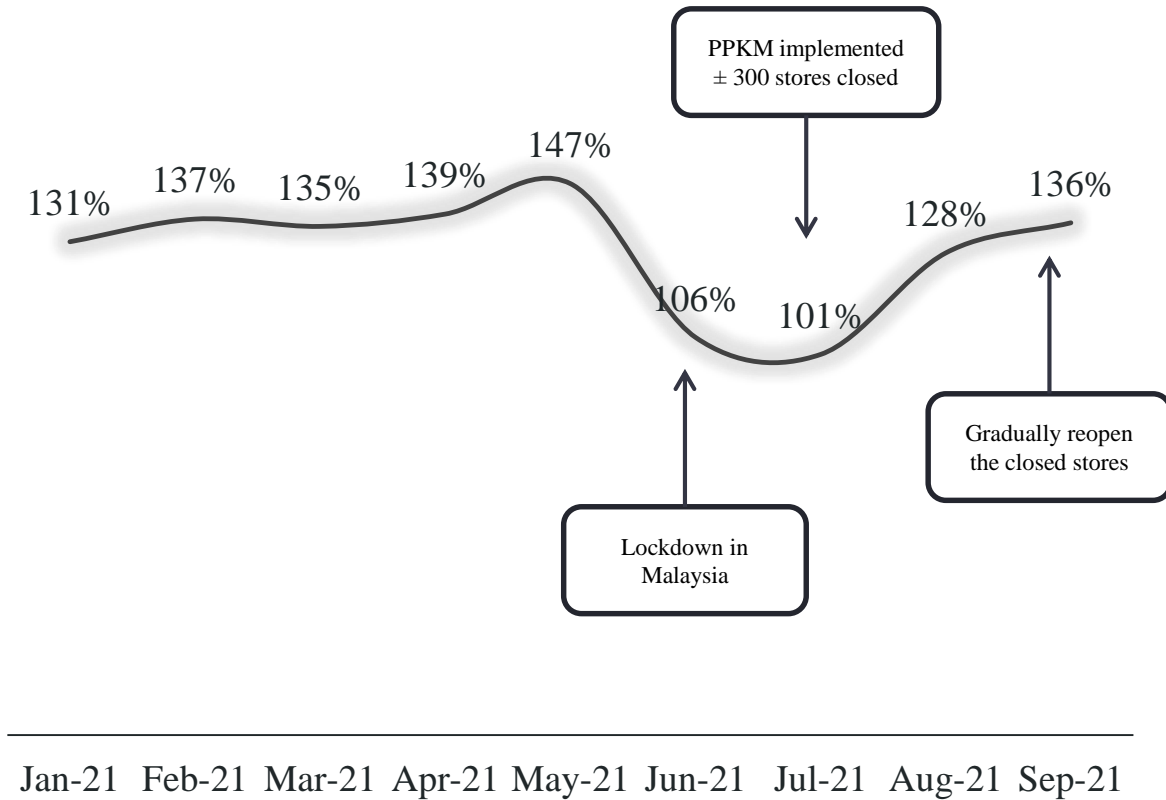 PPKM implemented
± 300 stores closed
131%
137%
135%
139%
147%
106%
101%
128%
136%
Gradually reopen
the closed stores
Lockdown in
Malaysia
Jan-21 Feb-21 Mar-21 Apr-21 May-21 Jun-21 Jul-21 Aug-21 Sep-21